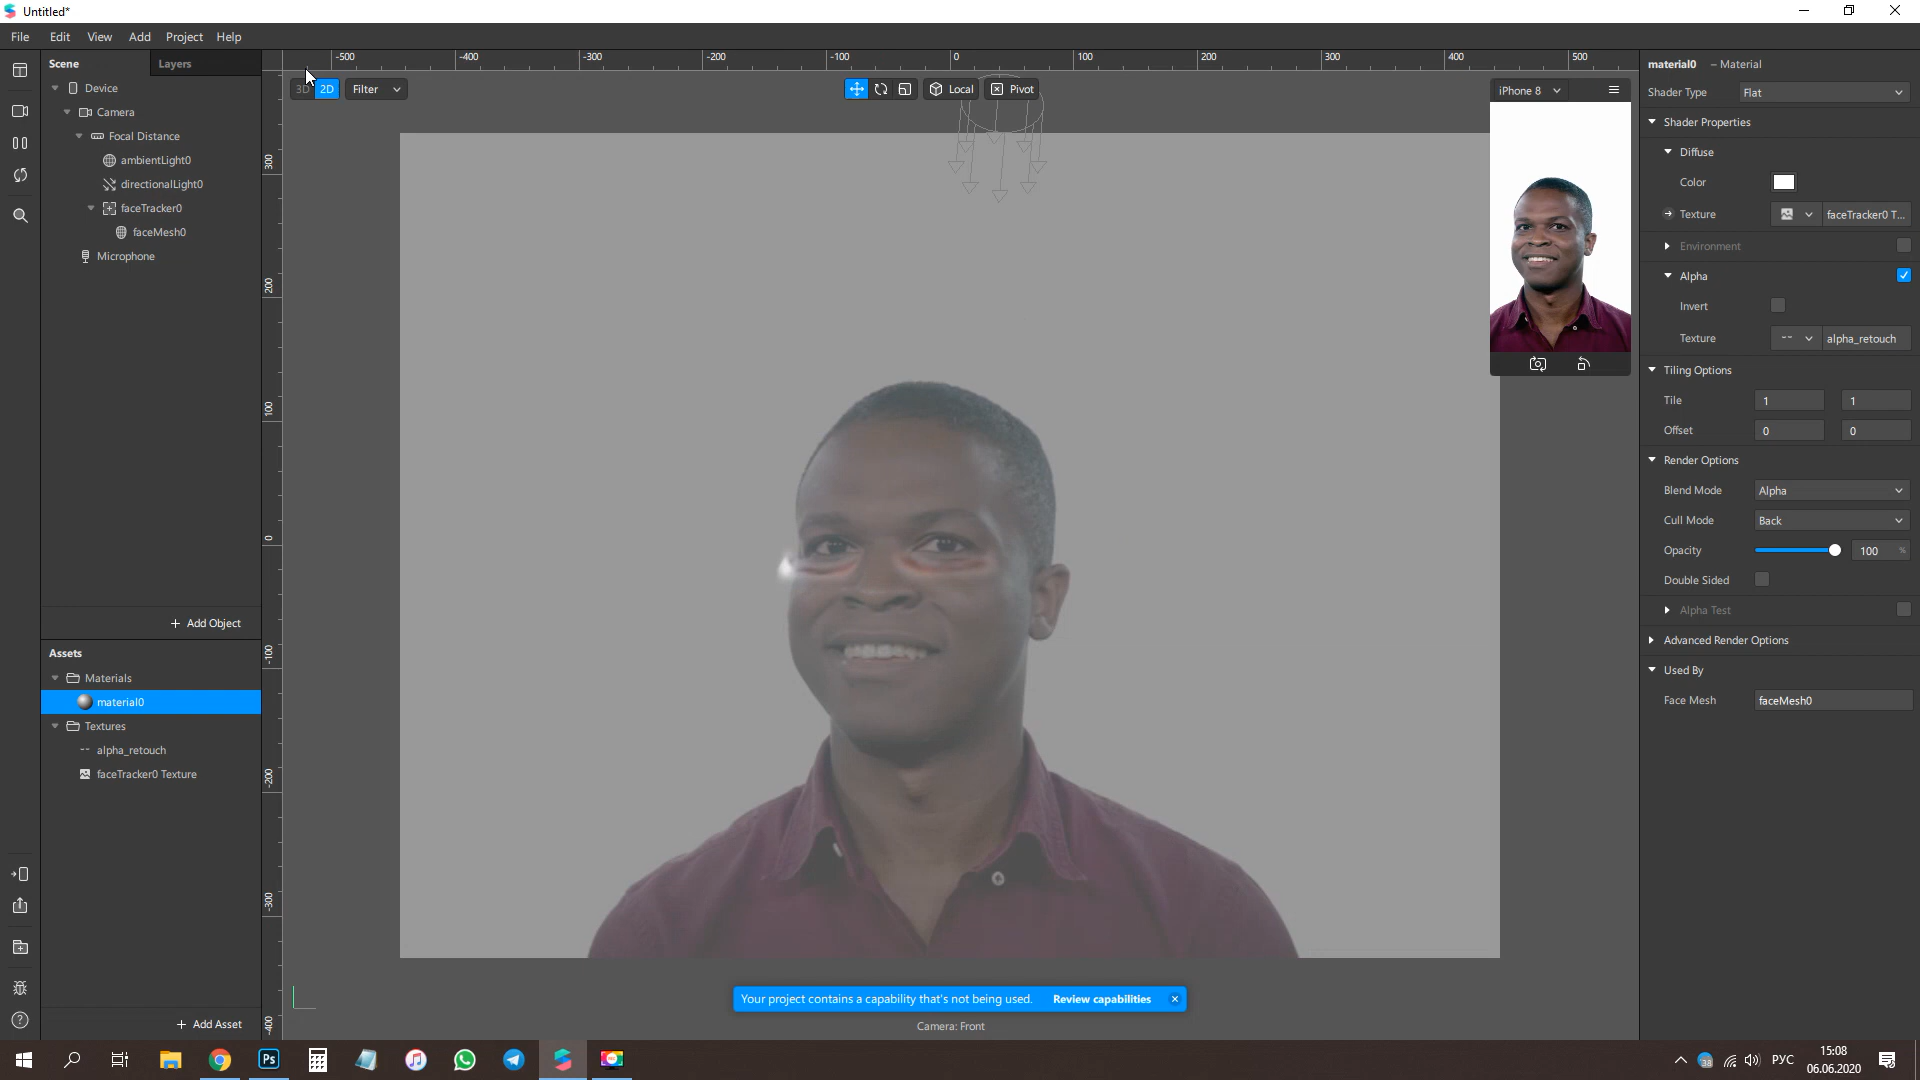 Untitled*
File Edit View Add Project Help
Scene Layers
Device
Camera
Focal Distance
ambientLight0
directionalLight0
faceTracker0
faceMesh0
Microphone
+ Add Object
Assets
Materials
material0
Textures
alpha_retouch
faceTracker0 Texture
+ Add Asset
-500 -400 -300 -200 -100 0 100 200 300 400 500
3D 2D Filter Local Pivot
300
200
100
0
-100
-200
-300
-400
iPhone 8
Your project contains a capability that's not being used. Review capabilities
Camera: Front
material0 – Material
Shader Type Flat
Shader Properties
Diffuse
Color
Texture faceTracker0 T...
Environment
Alpha
Invert
Texture alpha_retouch
Tiling Options
Tile 1 1
Offset 0 0
Render Options
Blend Mode Alpha
Cull Mode Back
Opacity 100 %
Double Sided
Alpha Test
Advanced Render Options
Used By
Face Mesh faceMesh0
Ps
РУС
15:08
06.06.2020